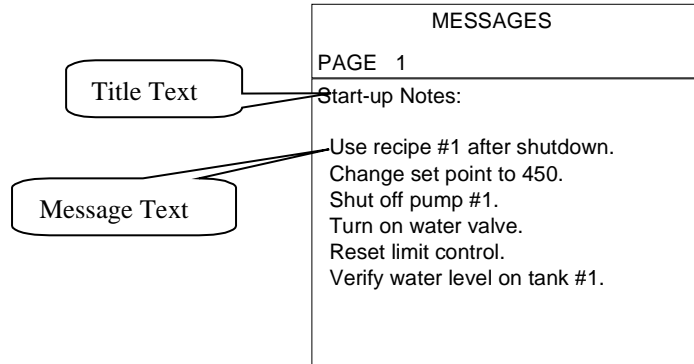 MESSAGES
PAGE 1
Title Text
Start-up Notes:
Use recipe #1 after shutdown.
Change set point to 450.
Message Text
Shut off pump #1.
Turn on water valve.
Reset limit control.
Verify water level on tank #1.